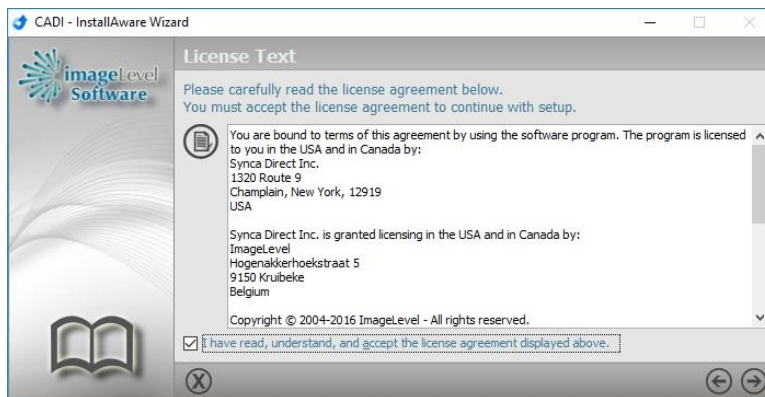 CADI - InstallAware Wizard
imageLevel
Software
License Text
Please carefully read the license agreement below.
You must accept the license agreement to continue with setup.
You are bound to terms of this agreement by using the software program. The program is licensed
to you in the USA and in Canada by:
Synca Direct Inc.
1320 Route 9
Champlain, New York, 12919
USA
Synca Direct Inc. is granted licensing in the USA and in Canada by:
ImageLevel
Hogenakkerhoekstraat 5
9150 Kruibeke
Belgium
Copyright © 2004-2016 ImageLevel - All rights reserved.
I have read, understand, and accept the license agreement displayed above.